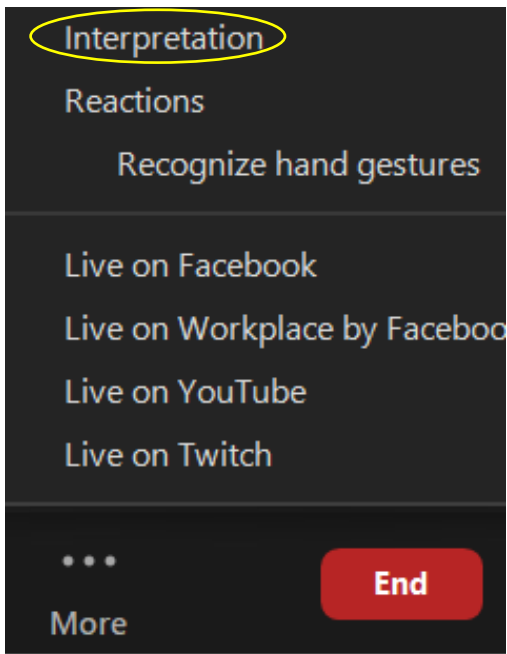 Interpretation
Reactions
Recognize hand gestures
Live on Facebook
Live on Workplace by Faceboo
Live on YouTube
Live on Twitch
End
More